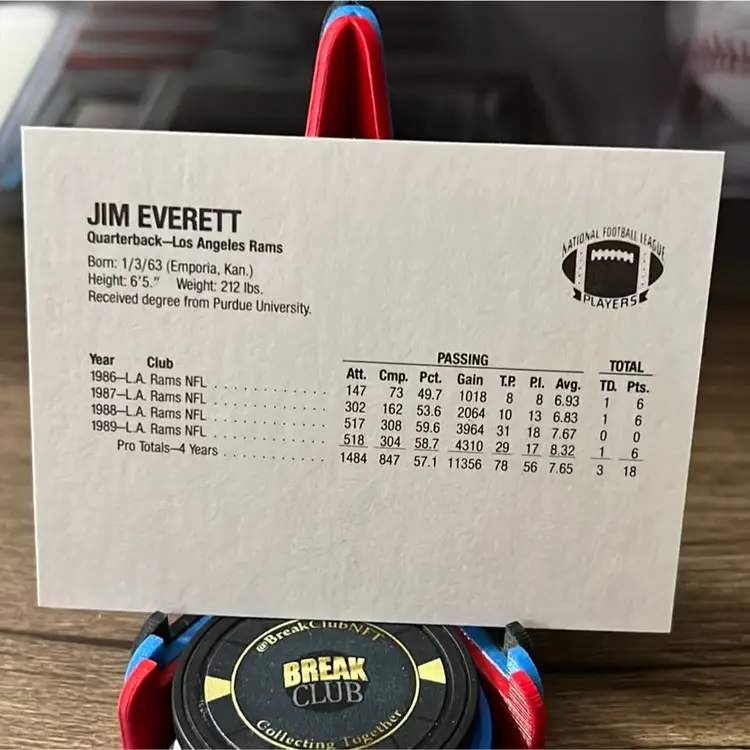 JIM EVERETT
Quarterback—Los Angeles Rams
Born: 1/3/63 (Emporia, Kan.)
Height: 6'5." Weight: 212 lbs.
Received degree from Purdue University.
NATIONAL FOOTBALL LEAGUE
PLAYERS
PASSING TOTAL
Year Club Att. Cmp. Pct. Gain T.P. P.I. Avg. TD. Pts.
1986—L.A. Rams NFL . . . . . . . . . . . . . 147 73 49.7 1018 8 8 6.93 1 6
1987—L.A. Rams NFL . . . . . . . . . . . . . 302 162 53.6 2064 10 13 6.83 1 6
1988—L.A. Rams NFL . . . . . . . . . . . . . 517 308 59.6 3964 31 18 7.67 0 0
1989—L.A. Rams NFL . . . . . . . . . . . . . 518 304 58.7 4310 29 17 8.32 1 6
Pro Totals—4 Years . . . . . . . . . . . . 1484 847 57.1 11356 78 56 7.65 3 18
@BreakClubNFT
BREAK
CLUB
Collecting Together